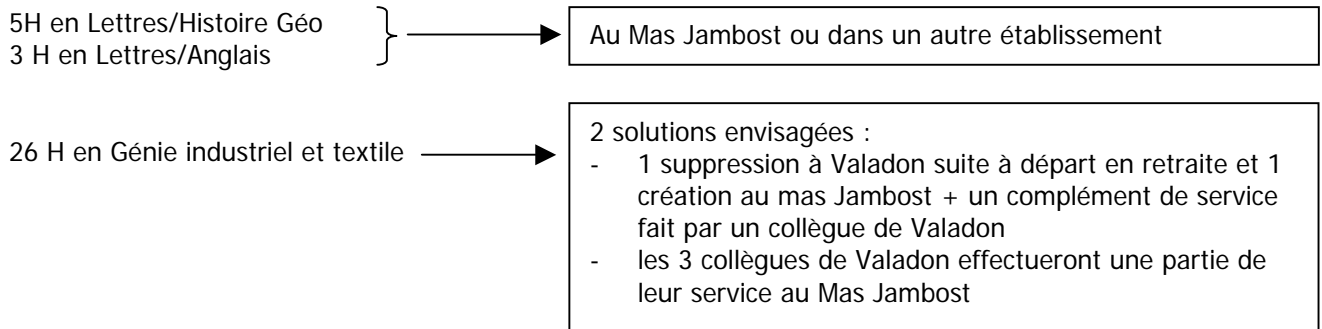 5H en Lettres/Histoire Géo
3 H en Lettres/Anglais
Au Mas Jambost ou dans un autre établissement
26 H en Génie industriel et textile
2 solutions envisagées :
- 1 suppression à Valadon suite à départ en retraite et 1
création au mas Jambost + un complément de service
fait par un collègue de Valadon
- les 3 collègues de Valadon effectueront une partie de
leur service au Mas Jambost